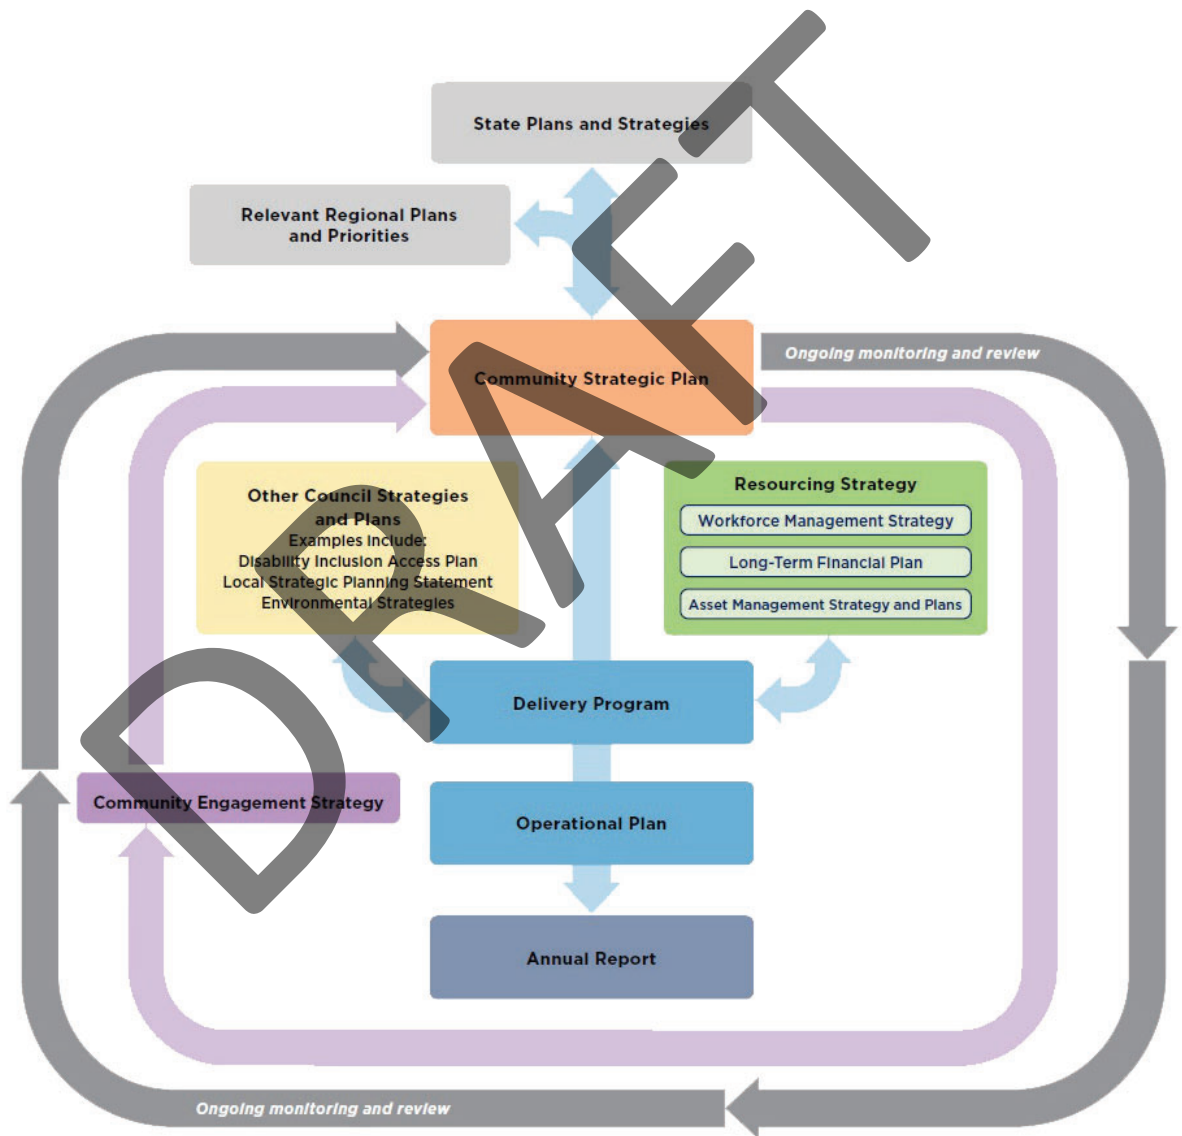 State Plans and Strategies
Relevant Regional Plans
and Priorities
Ongoing monitoring and review
Community Strategic Plan
Other Council Strategies
and Plans
Examples include:
Disability Inclusion Access Plan
Local Strategic Planning Statement
Environmental Strategies
Resourcing Strategy
Workforce Management Strategy
Long-Term Financial Plan
Asset Management Strategy and Plans
Delivery Program
Community Engagement Strategy
Operational Plan
Annual Report
Ongoing monitoring and review
DRAFT